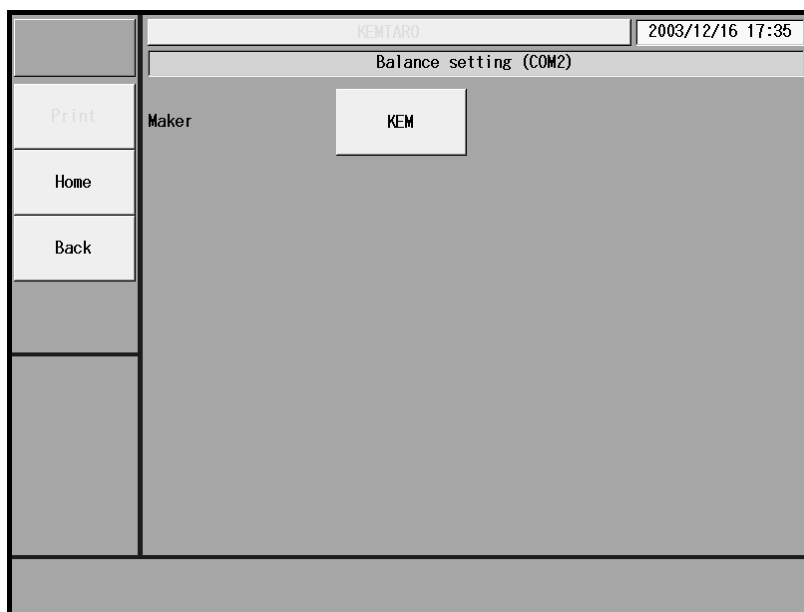 KEMTARO
2003/12/16 17:35
Balance setting (COM2)
Print
Maker
KEM
Home
Back